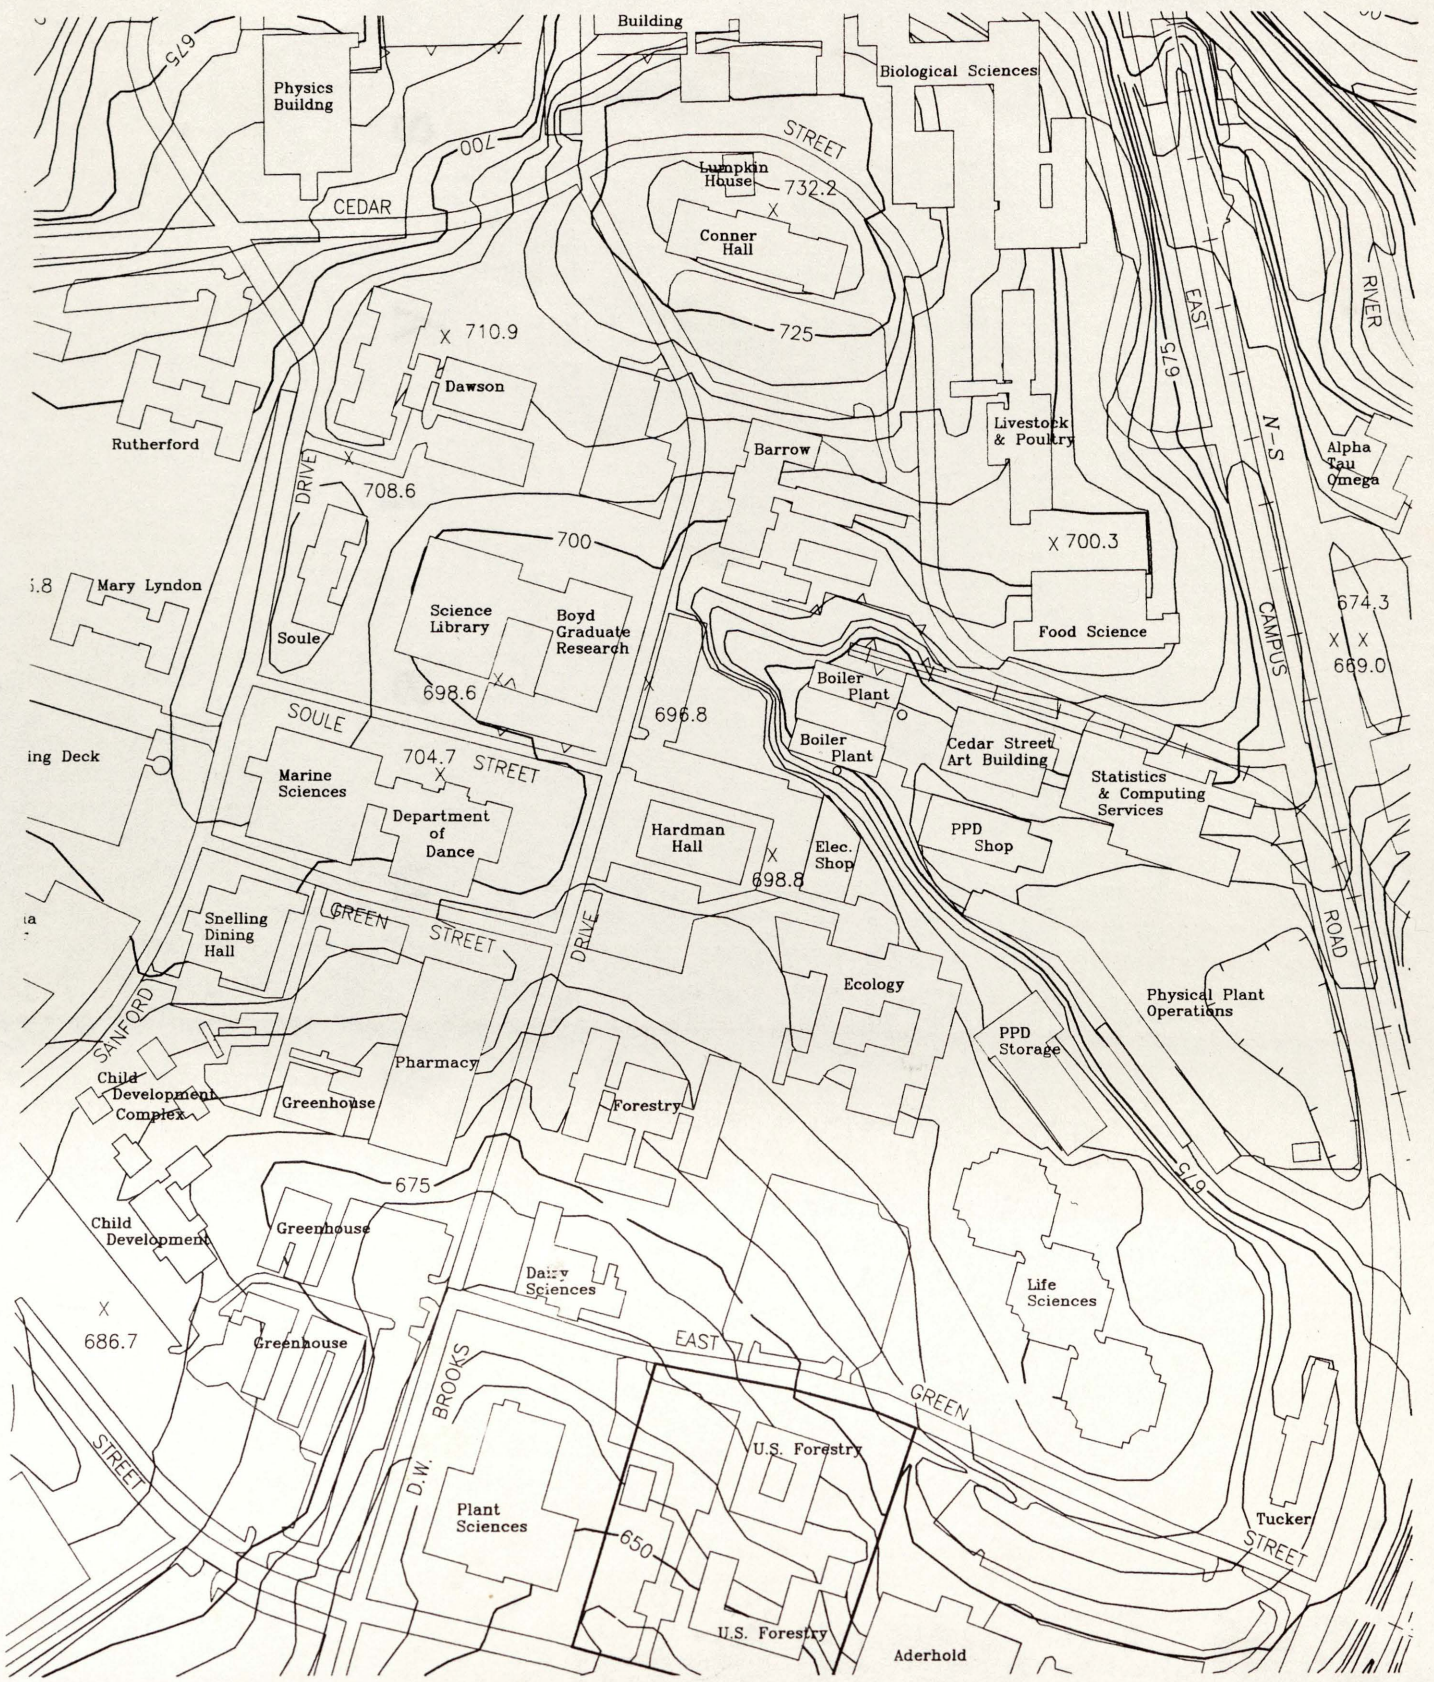 Building
675
Physics
Buildng
Biological Sciences
700
STREET
Lumpkin
House
732.2
CEDAR
Conner
Hall
EAST
RIVER
710.9
725
675
Dawson
Rutherford
Livestock
& Poultry
N-S
Barrow
Alpha
Tau
Omega
DRIVE
708.6
700
700.3
5.8
Mary Lyndon
674.3
Science
Library
Boyd
Graduate
Research
Soule
Food Science
CAMPUS
669.0
698.6
Boiler
Plant
SOULE
696.8
STREET
704.7
ing Deck
Boiler
Plant
Cedar Street
Art Building
Marine
Sciences
Statistics
& Computing
Services
Department
of
Dance
Hardman
Hall
PPD
Shop
Elec.
Shop
698.8
Snelling
Dining
Hall
GREEN
STREET
DRIVE
ROAD
Ecology
Physical Plant
Operations
SANFORD
PPD
Storage
Pharmacy
Child
Development
Complex
Greenhouse
Forestry
675
675
Child
Development
Greenhouse
Dairy
Sciences
Life
Sciences
686.7
Greenhouse
EAST
D.W. BROOKS
GREEN
STREET
U.S. Forestry
Plant
Sciences
650
Tucker
STREET
U.S. Forestry
Aderhold